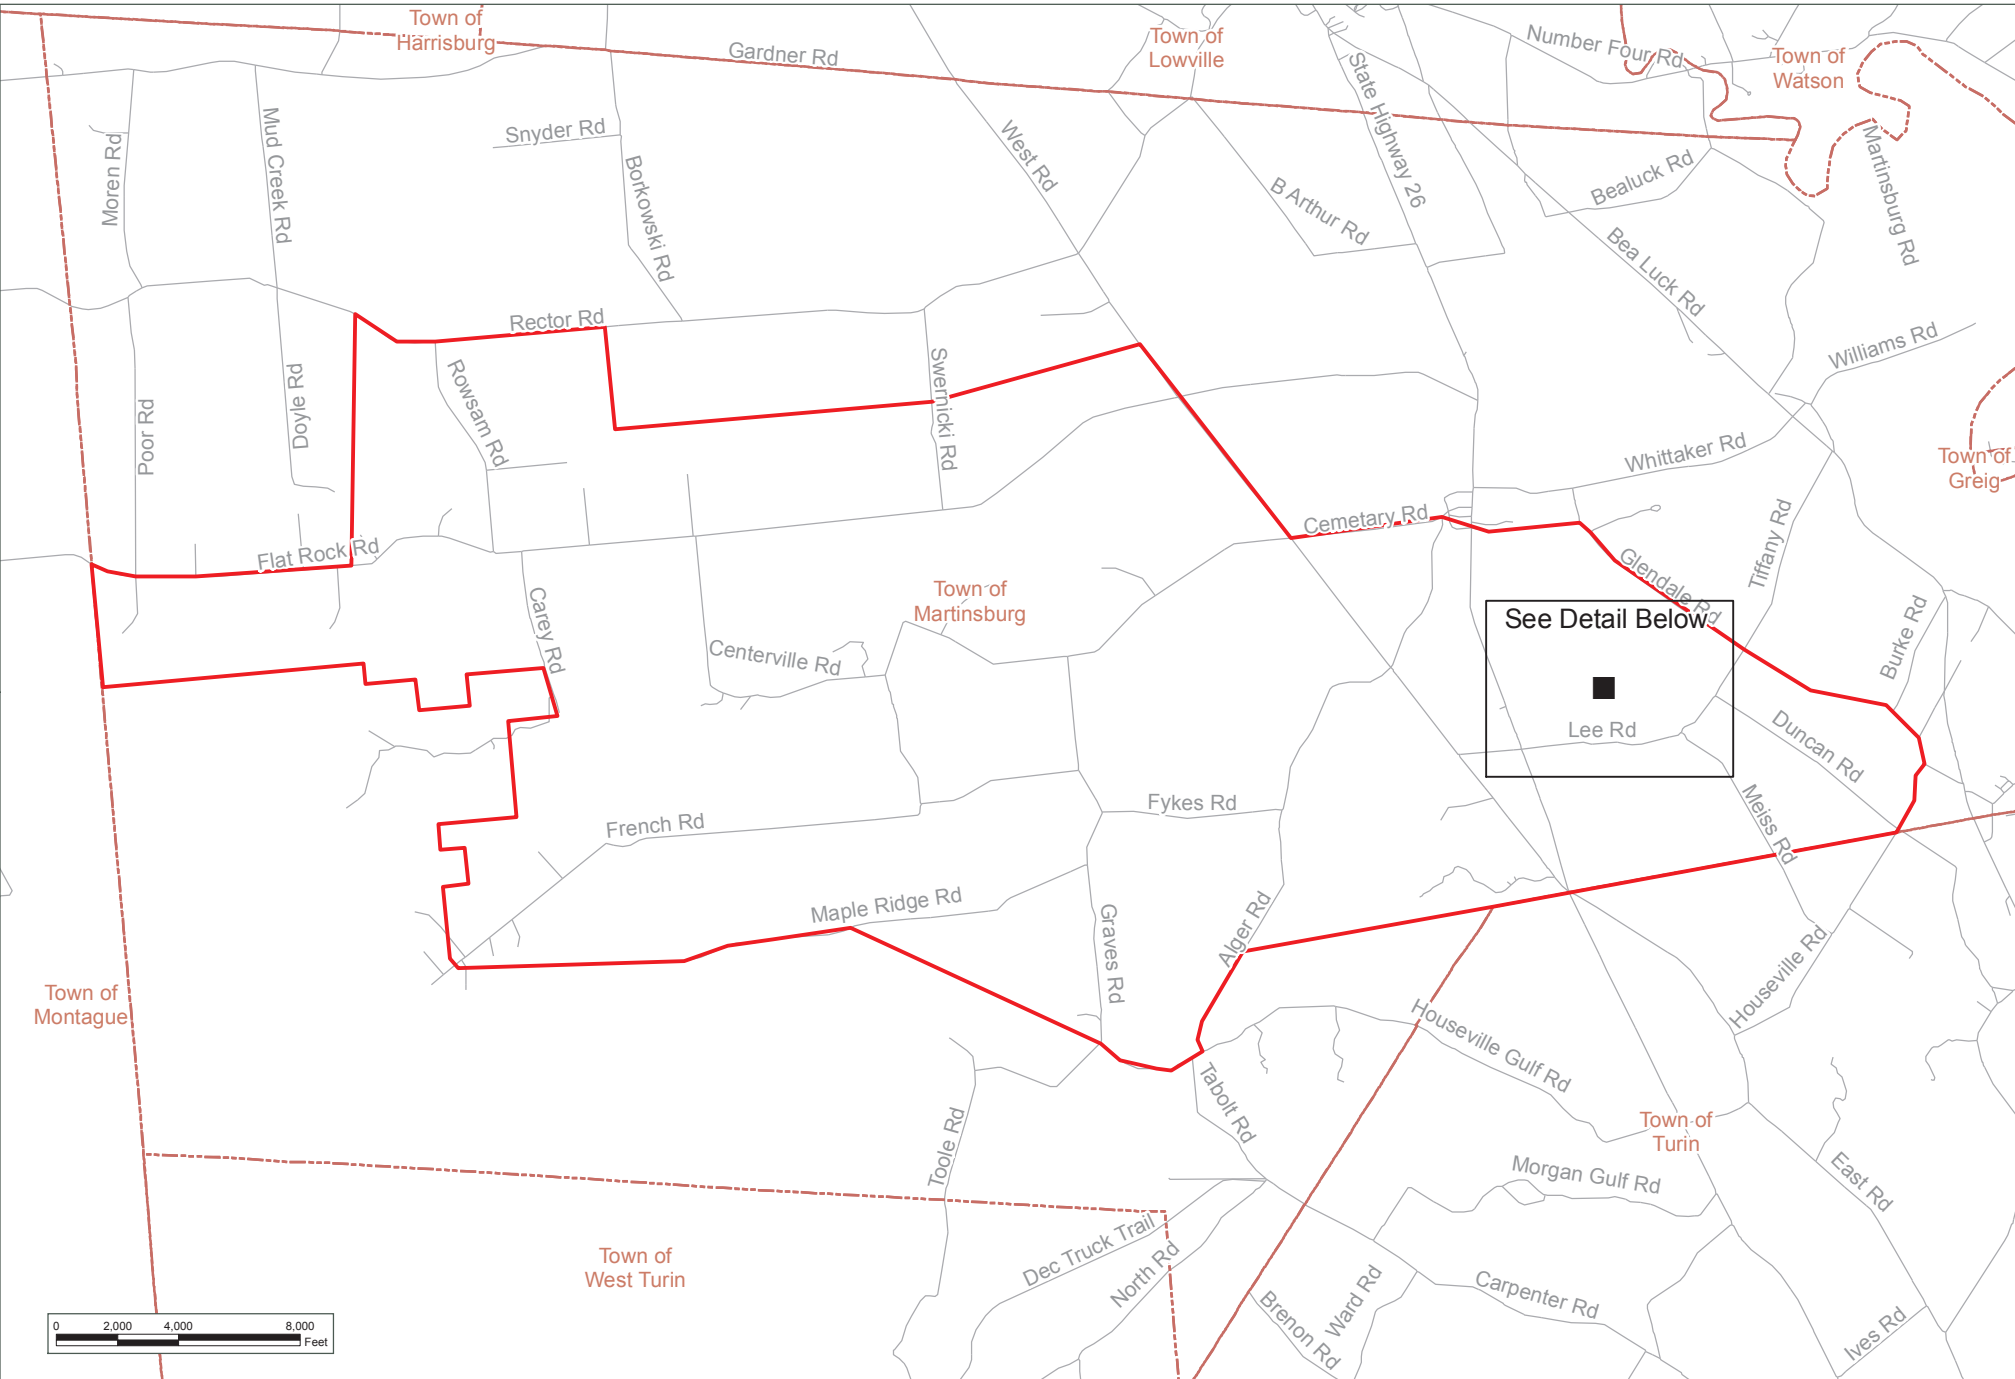 Town of
Harrisburg
Gardner Rd
Town of
Lowville
Number Four Rd
Town of
Watson
State Highway 26
Snyder Rd
Mud Creek Rd
Moren Rd
Borkowski Rd
West Rd
B Arthur Rd
Bealuck Rd
Martinsburg Rd
Bea Luck Rd
Rector Rd
Williams Rd
Rowsam Rd
Swernicki Rd
Doyle Rd
Poor Rd
Whittaker Rd
Town of
Greig
Cemetary Rd
Flat Rock Rd
Tiffany Rd
Glendale Rd
Town of
Martinsburg
Carey Rd
See Detail Below
Burke Rd
Centerville Rd
Lee Rd
Duncan Rd
Fykes Rd
French Rd
Meiss Rd
Maple Ridge Rd
Graves Rd
Alger Rd
Houseville Rd
Town of
Montague
Houseville Gulf Rd
Tabolt Rd
Toole Rd
Town of
Turin
Morgan Gulf Rd
East Rd
Dec Truck Trail
North Rd
Town of
West Turin
Carpenter Rd
Ward Rd
Brenon Rd
Ives Rd
0 2,000 4,000 8,000
Feet